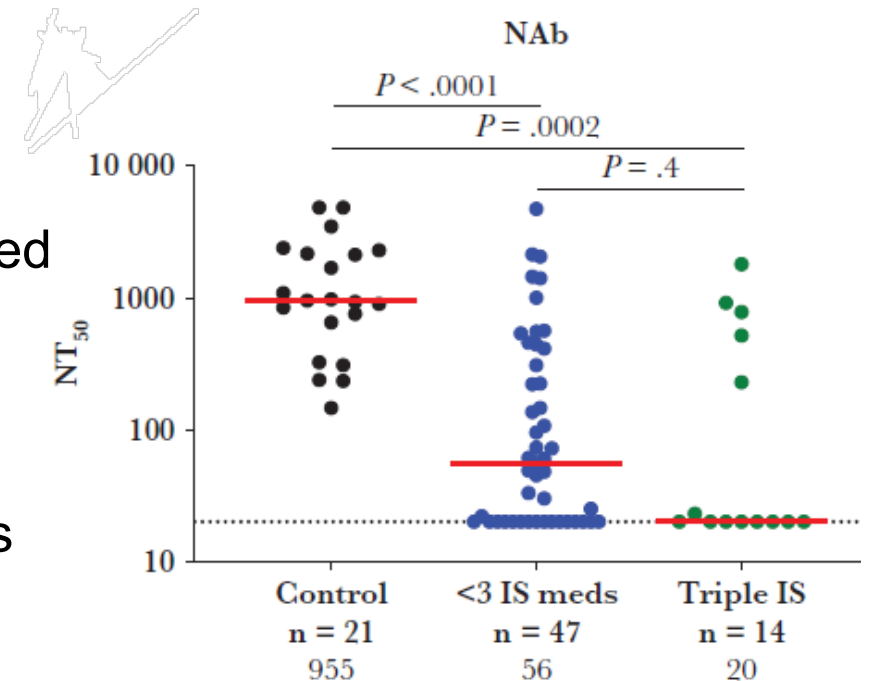 NAb
P < .0001
P = .0002
P = .4
10 000
ed
1000
NT50
100
s
10
Control <3 IS meds Triple IS
n = 21 n = 47 n = 14
955 56 20